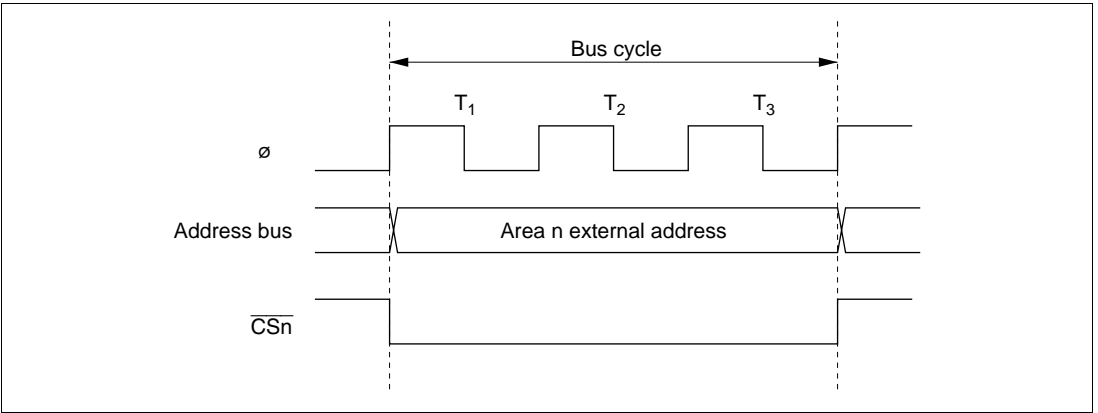 Bus cycle
T1 T2 T3
ø
Address bus Area n external address
CSn